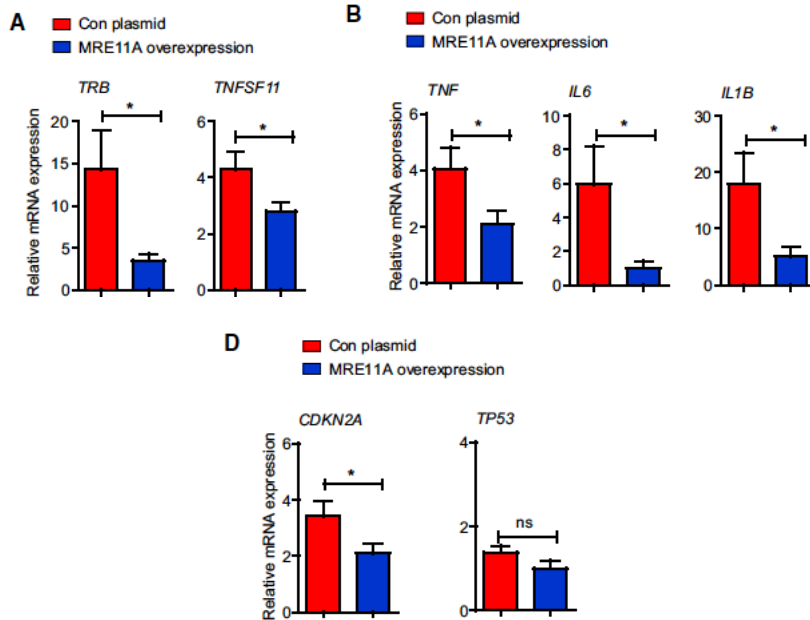 A
Con plasmid
MRE11A overexpression
TRB
TNFSF11
Relative mRNA expression
20
15
10
5
0
*
6
4
2
0
*
B
Con plasmid
MRE11A overexpression
TNF
IL6
IL1B
Relative mRNA expression
6
4
2
0
*
10
8
6
4
2
0
*
30
20
10
0
*
D
Con plasmid
MRE11A overexpression
CDKN2A
TP53
Relative mRNA expression
6
4
2
0
*
4
2
0
ns